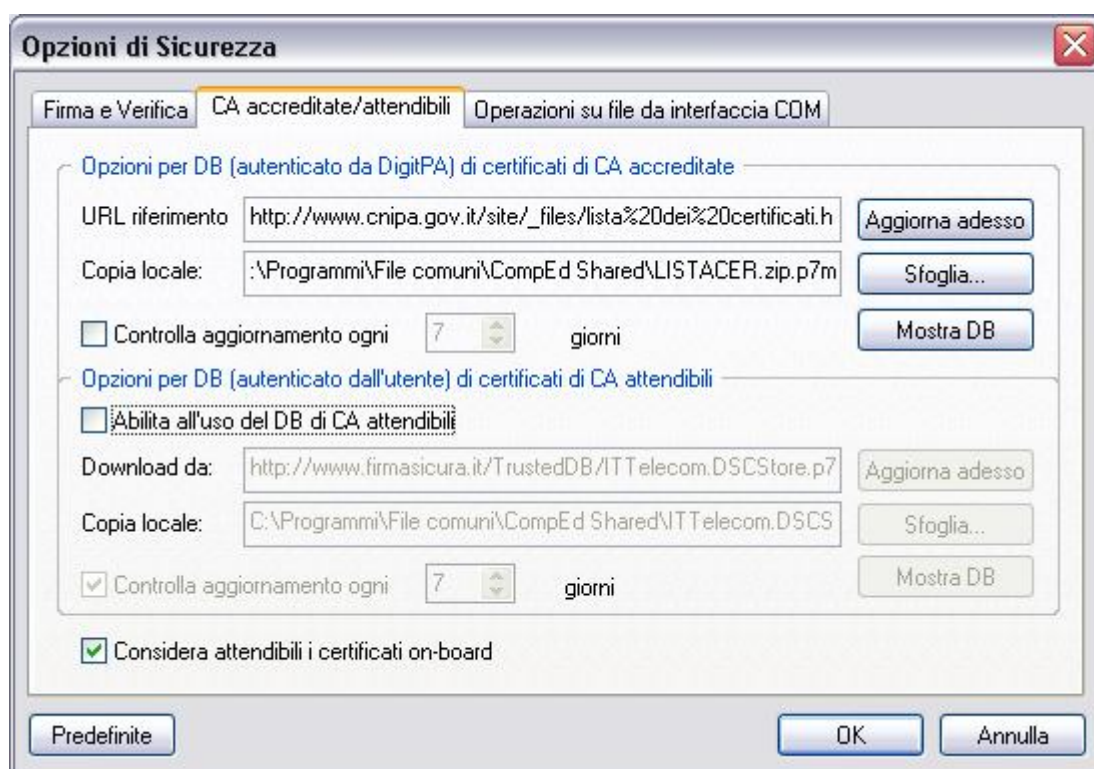 Opzioni di Sicurezza
Firma e Verifica CA accreditate/attendibili Operazioni su file da interfaccia COM
Opzioni per DB (autenticato da DigitPA) di certificati di CA accreditate
URL riferimento http://www.cnipa.gov.it/site/_files/lista%20dei%20certificati.h Aggiorna adesso
Copia locale: :\Programmi\File comuni\CompEd Shared\LISTACER.zip.p7m Sfoglia...
Controlla aggiornamento ogni 7 giorni Mostra DB
Opzioni per DB (autenticato dall'utente) di certificati di CA attendibili
Abilita all'uso del DB di CA attendibili
Download da: http://www.firmasicura.it/TrustedDB/ITTelecom.DSCStore.p7 Aggiorna adesso
Copia locale: C:\Programmi\File comuni\CompEd Shared\ITTelecom.DSCS Sfoglia...
Controlla aggiornamento ogni 7 giorni Mostra DB
Considera attendibili i certificati on-board
Predefinite OK Annulla